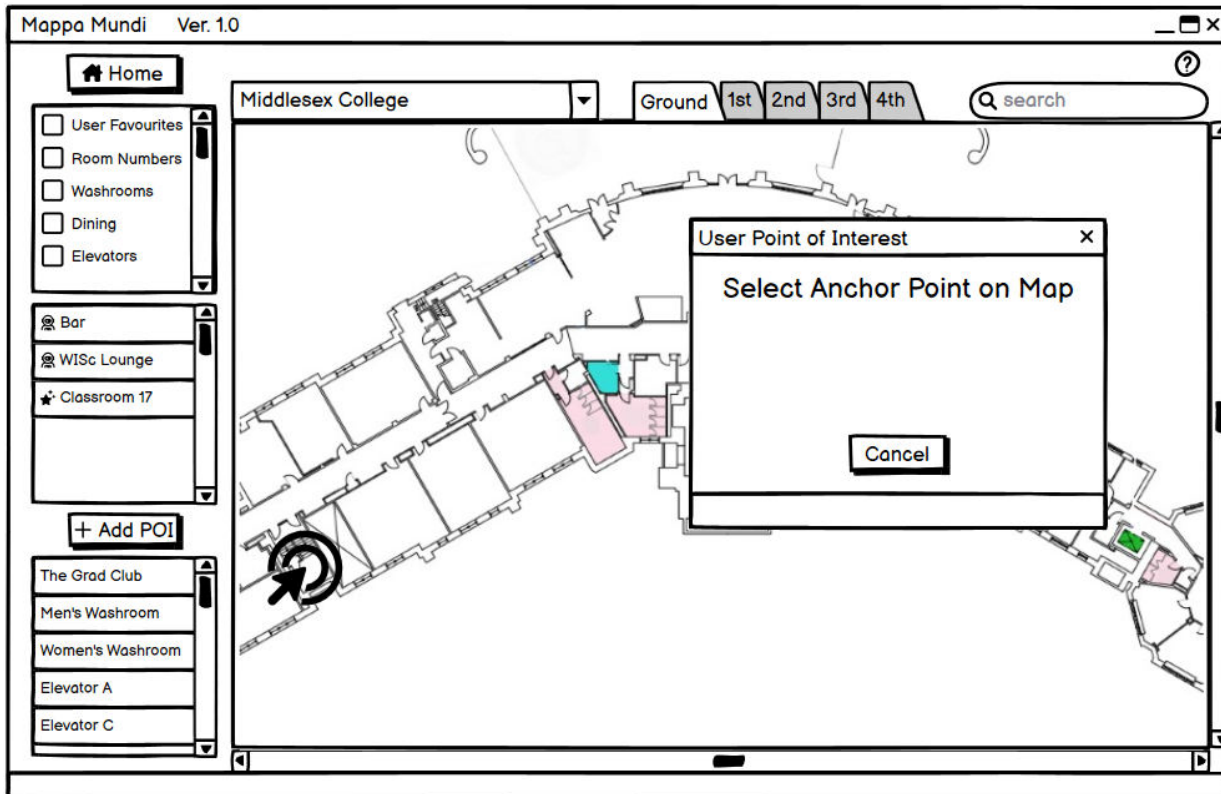 Mappa Mundi Ver. 1.0
Home
Middlesex College
Ground 1st 2nd 3rd 4th
search
User Favourites
Room Numbers
Washrooms
Dining
Elevators
Bar
WISc Lounge
Classroom 17
+ Add POI
The Grad Club
Men's Washroom
Women's Washroom
Elevator A
Elevator C
User Point of Interest
Select Anchor Point on Map
Cancel